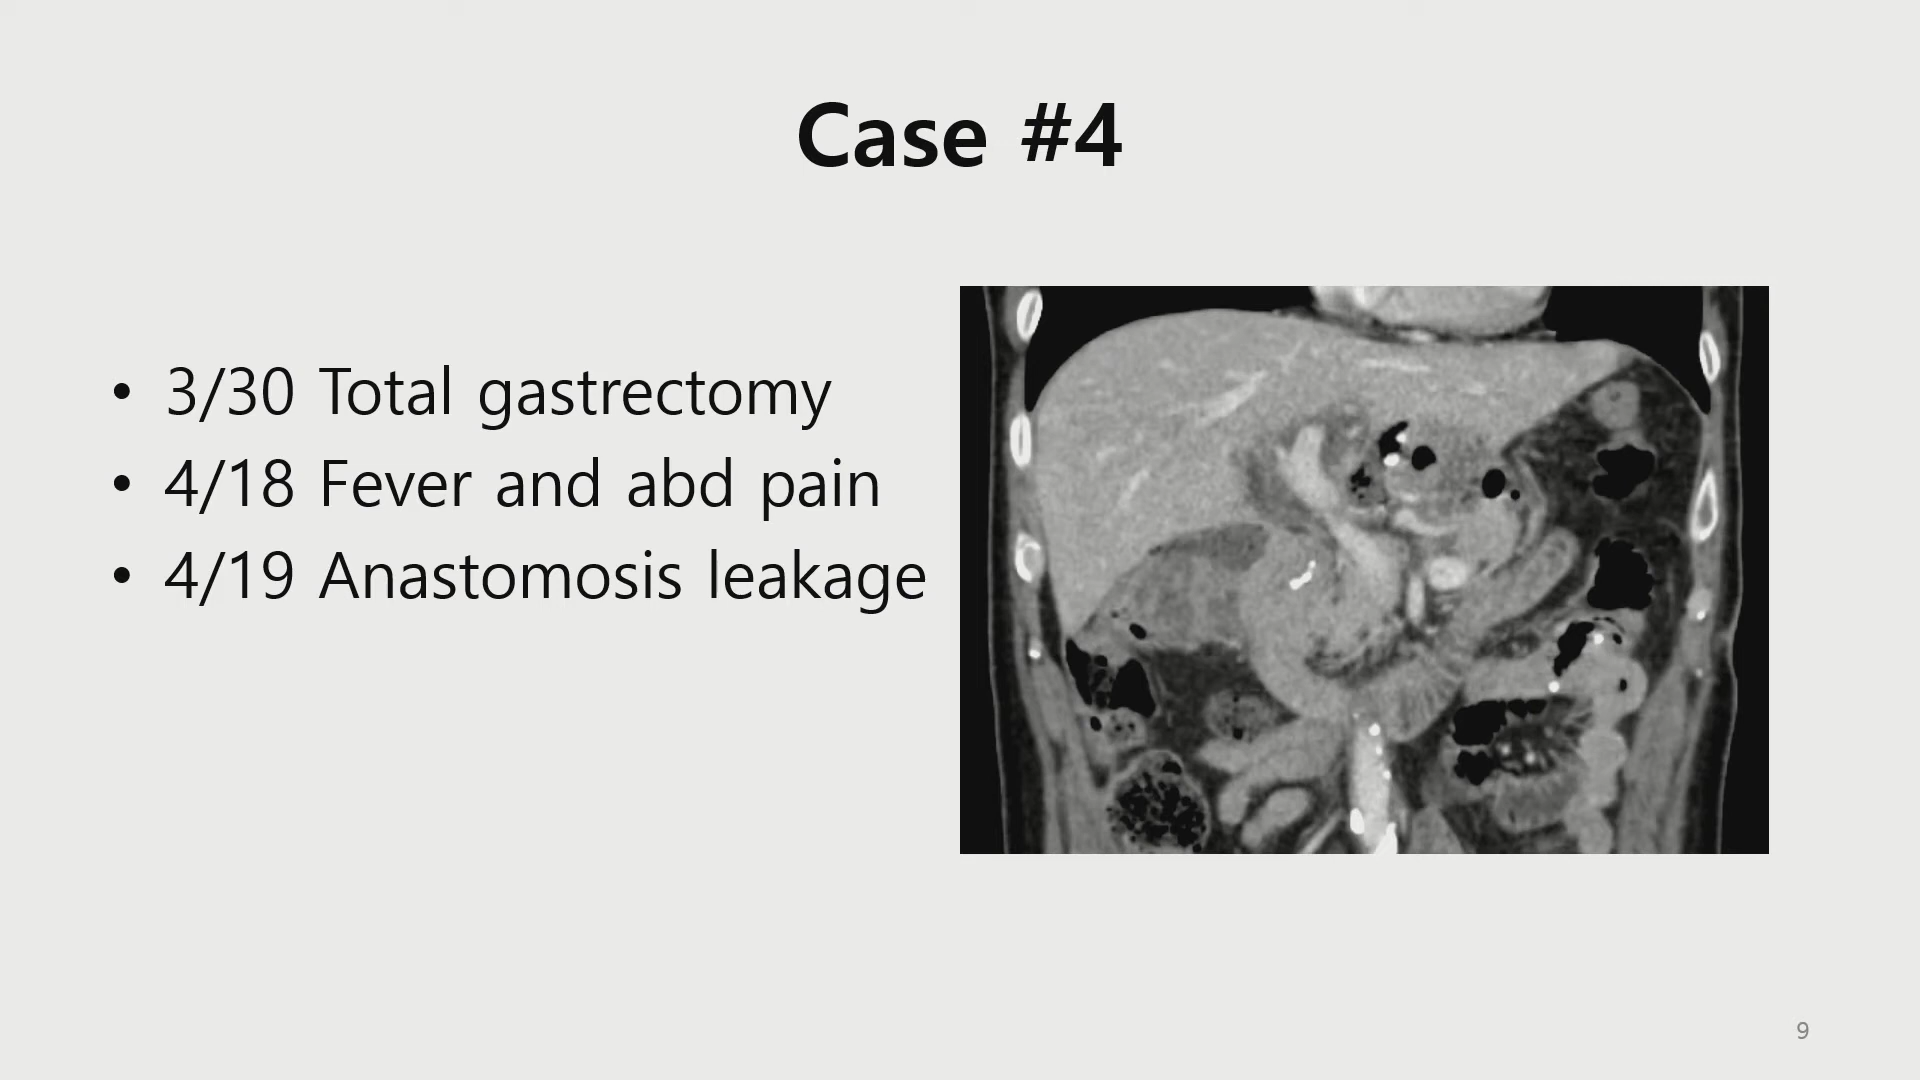 Case #4
• 3/30 Total gastrectomy
• 4/18 Fever and abd pain
• 4/19 Anastomosis leakage
9